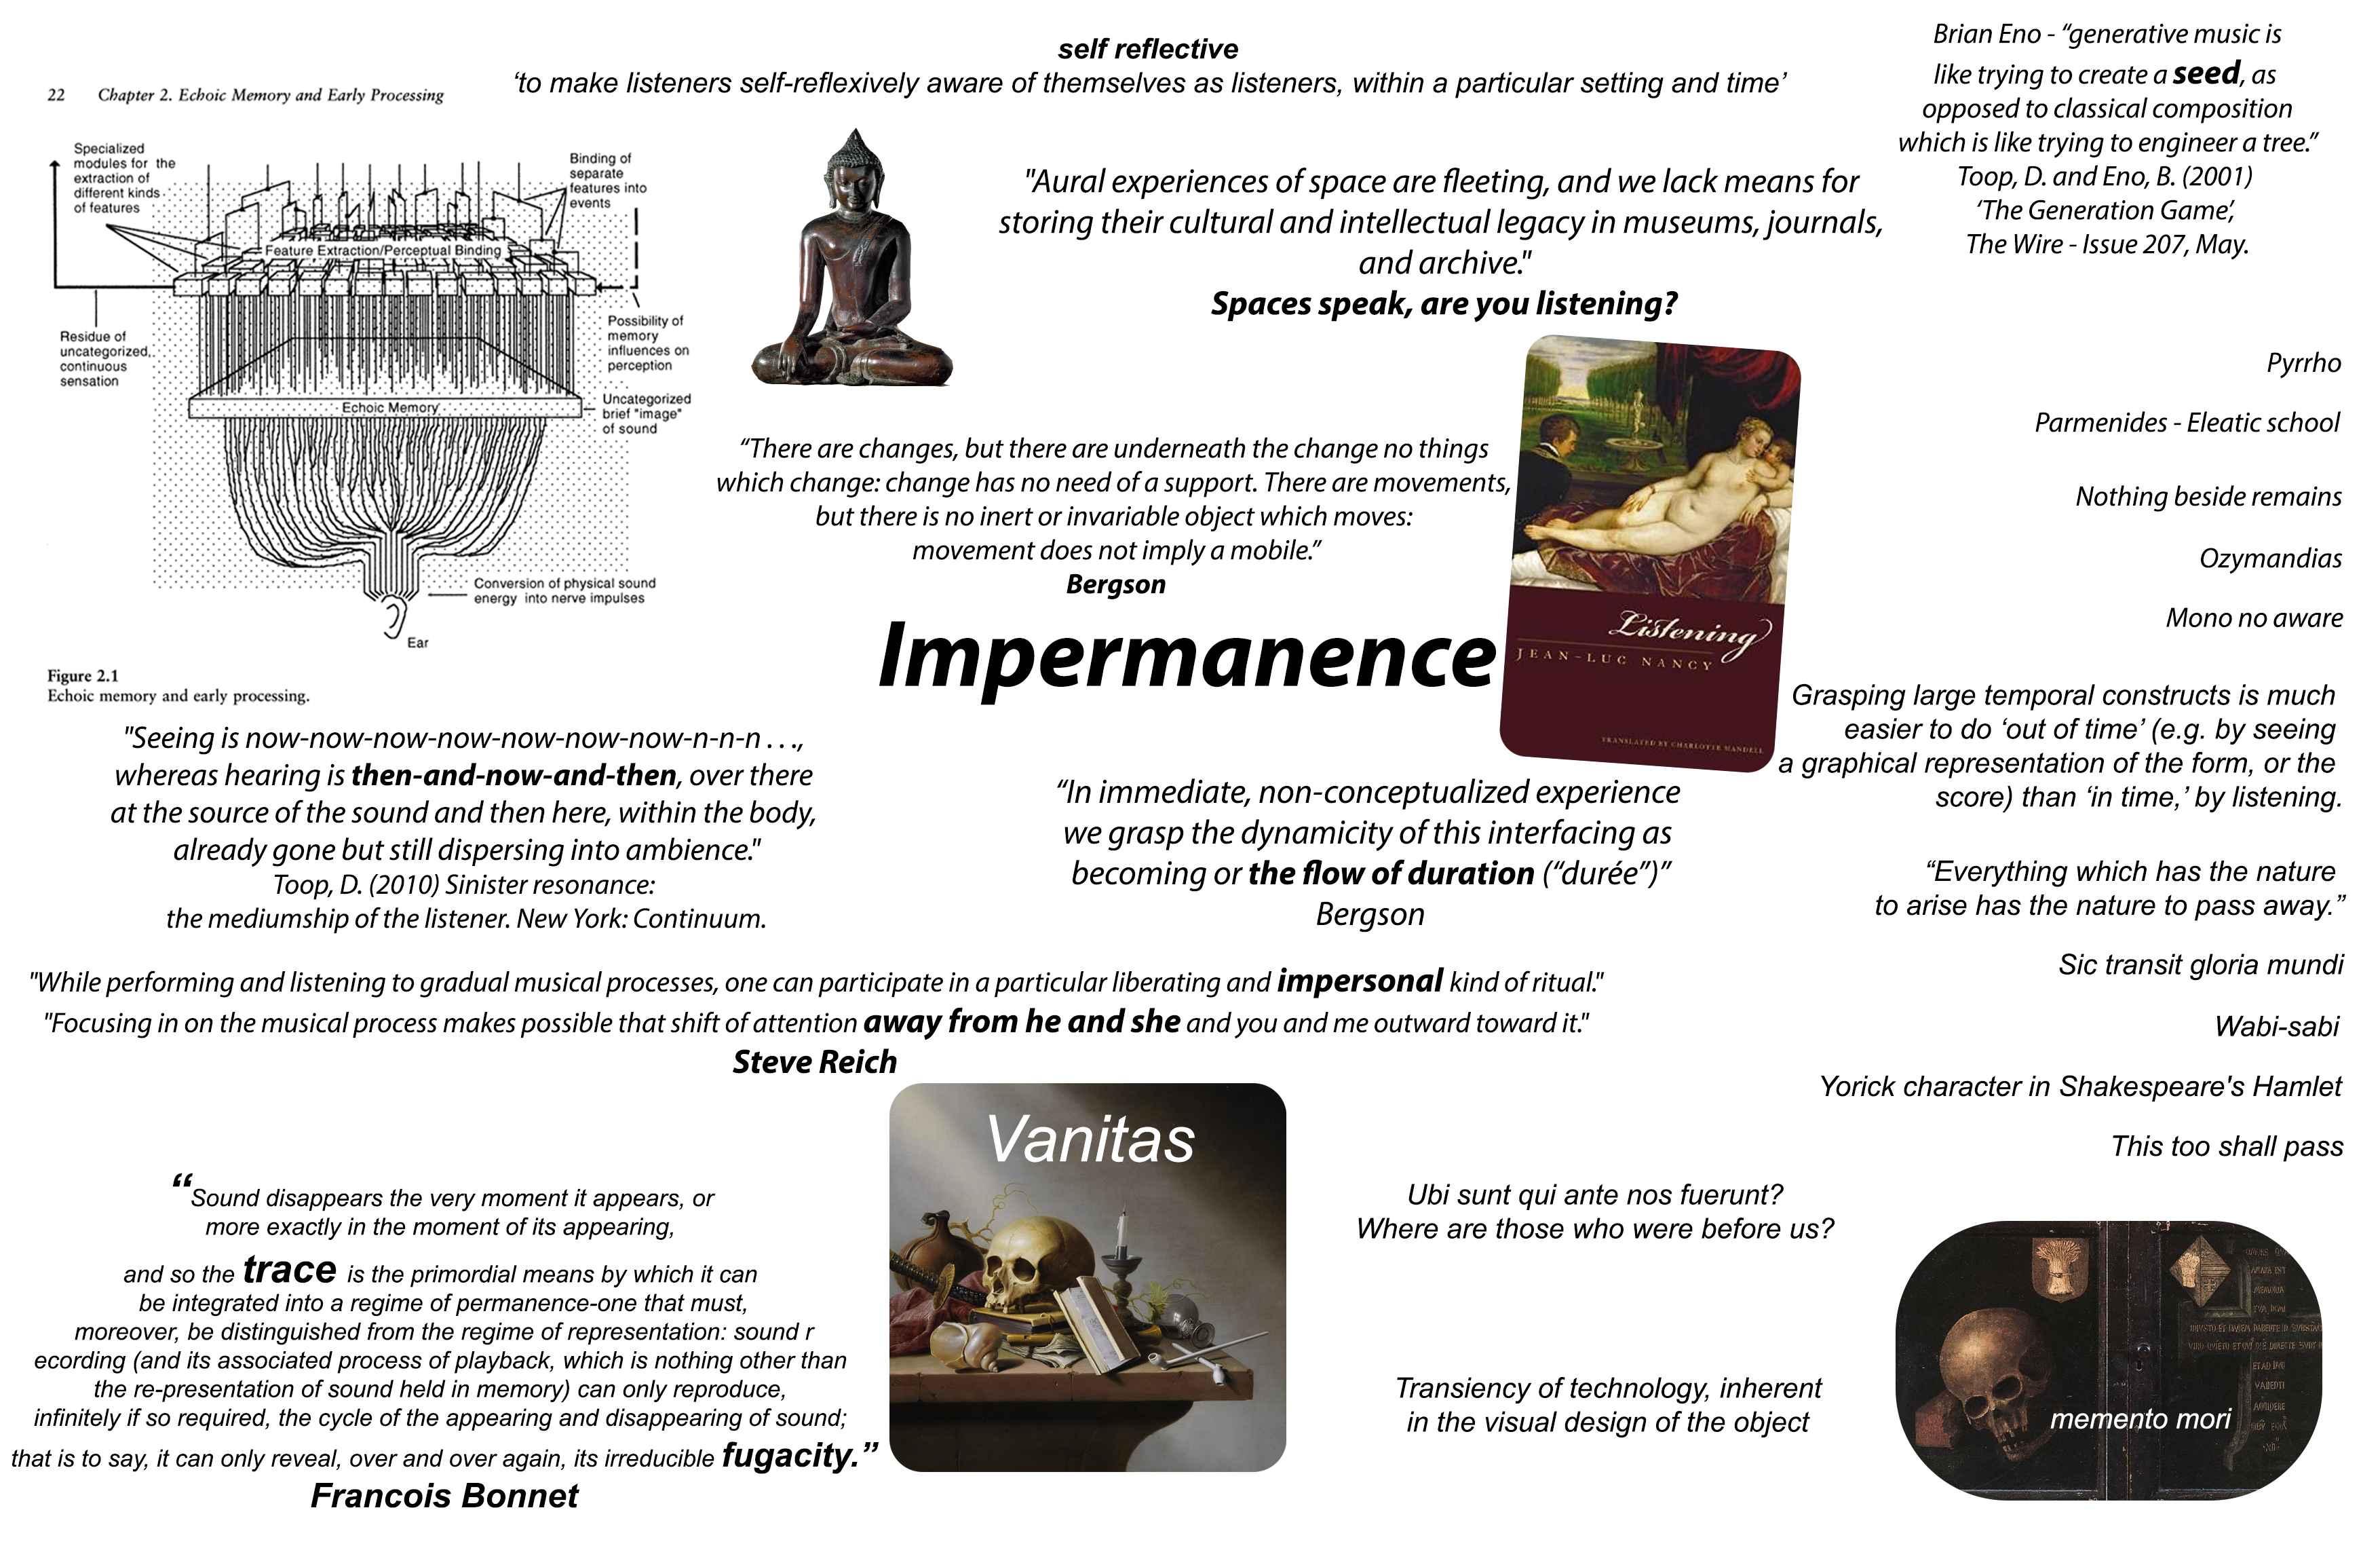 self reflective
‘to make listeners self-reflexively aware of themselves as listeners, within a particular setting and time’
Brian Eno - “generative music is
like trying to create a seed, as
opposed to classical composition
which is like trying to engineer a tree.”
Toop, D. and Eno, B. (2001)
‘The Generation Game’,
The Wire - Issue 207, May.
22 Chapter 2. Echoic Memory and Early Processing
Specialized
modules for the
extraction of
different kinds
of features
Binding of
separate
features into
events
Feature Extraction/Perceptual Binding
Residue of
uncategorized,
continuous
sensation
Possibility of
memory
influences on
perception
Echoic Memory
Uncategorized
brief "image"
of sound
Conversion of physical sound
energy into nerve impulses
Ear
Figure 2.1
Echoic memory and early processing.
"Aural experiences of space are fleeting, and we lack means for
storing their cultural and intellectual legacy in museums, journals,
and archive."
Spaces speak, are you listening?
“There are changes, but there are underneath the change no things
which change: change has no need of a support. There are movements,
but there is no inert or invariable object which moves:
movement does not imply a mobile.”
Bergson
Impermanence
Listening
JEAN-LUC NANCY
TRANSLATED BY CHARLOTTE MANDELL
Pyrrho
Parmenides - Eleatic school
Nothing beside remains
Ozymandias
Mono no aware
Grasping large temporal constructs is much
easier to do ‘out of time’ (e.g. by seeing
a graphical representation of the form, or the
score) than ‘in time,’ by listening.
“Everything which has the nature
to arise has the nature to pass away.”
Sic transit gloria mundi
Wabi-sabi
Yorick character in Shakespeare's Hamlet
This too shall pass
"Seeing is now-now-now-now-now-now-now-n-n-n . . .,
whereas hearing is then-and-now-and-then, over there
at the source of the sound and then here, within the body,
already gone but still dispersing into ambience."
Toop, D. (2010) Sinister resonance:
the mediumship of the listener. New York: Continuum.
“In immediate, non-conceptualized experience
we grasp the dynamicity of this interfacing as
becoming or the flow of duration (“durée”)”
Bergson
"While performing and listening to gradual musical processes, one can participate in a particular liberating and impersonal kind of ritual."
"Focusing in on the musical process makes possible that shift of attention away from he and she and you and me outward toward it."
Steve Reich
“Sound disappears the very moment it appears, or
more exactly in the moment of its appearing,
and so the trace is the primordial means by which it can
be integrated into a regime of permanence-one that must,
moreover, be distinguished from the regime of representation: sound r
ecording (and its associated process of playback, which is nothing other than
the re-presentation of sound held in memory) can only reproduce,
infinitely if so required, the cycle of the appearing and disappearing of sound;
that is to say, it can only reveal, over and over again, its irreducible fugacity.”
Francois Bonnet
Vanitas
Ubi sunt qui ante nos fuerunt?
Where are those who were before us?
Transiency of technology, inherent
in the visual design of the object
memento mori